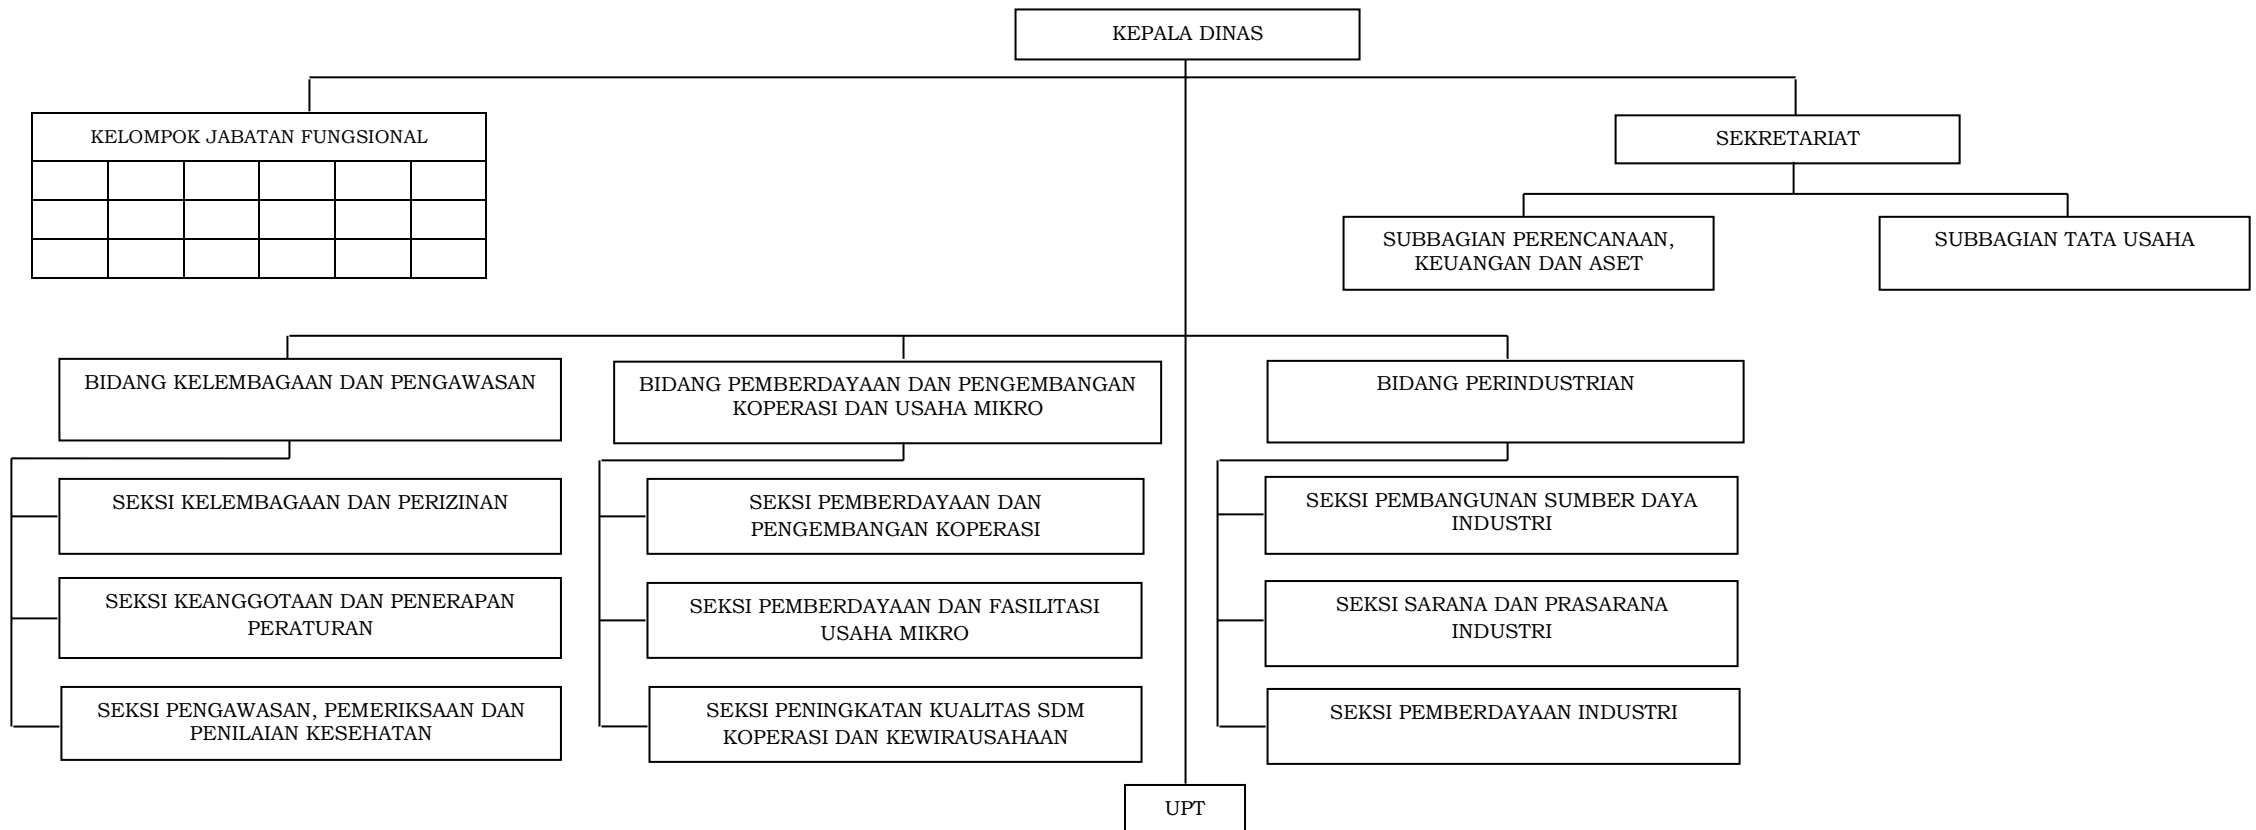 KEPALA DINAS
KELOMPOK JABATAN FUNGSIONAL
SEKRETARIAT
SUBBAGIAN PERENCANAAN,
KEUANGAN DAN ASET
SUBBAGIAN TATA USAHA
BIDANG KELEMBAGAAN DAN PENGAWASAN
BIDANG PEMBERDAYAAN DAN PENGEMBANGAN
KOPERASI DAN USAHA MIKRO
BIDANG PERINDUSTRIAN
SEKSI KELEMBAGAAN DAN PERIZINAN
SEKSI PEMBERDAYAAN DAN
PENGEMBANGAN KOPERASI
SEKSI PEMBANGUNAN SUMBER DAYA
INDUSTRI
SEKSI KEANGGOTAAN DAN PENERAPAN
PERATURAN
SEKSI PEMBERDAYAAN DAN FASILITASI
USAHA MIKRO
SEKSI SARANA DAN PRASARANA
INDUSTRI
SEKSI PENGAWASAN, PEMERIKSAAN DAN
PENILAIAN KESEHATAN
SEKSI PENINGKATAN KUALITAS SDM
KOPERASI DAN KEWIRAUSAHAAN
SEKSI PEMBERDAYAAN INDUSTRI
UPT